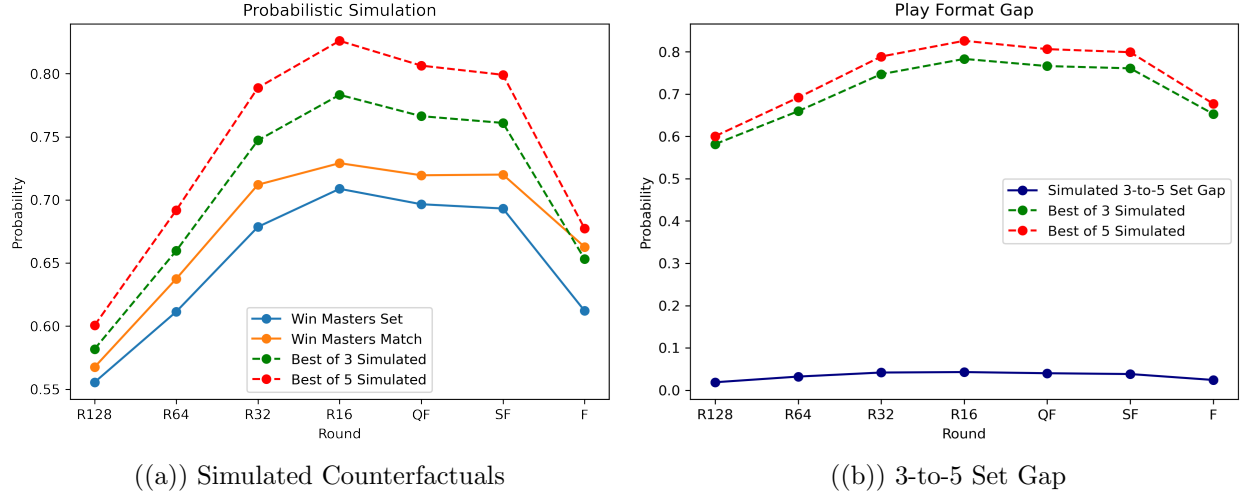 Probabilistic Simulation
Probability
0.80
0.75
0.70
0.65
0.60
0.55
Win Masters Set
Win Masters Match
Best of 3 Simulated
Best of 5 Simulated
R128 R64 R32 R16 QF SF F
Round
((a)) Simulated Counterfactuals
Play Format Gap
Probability
0.8
0.7
0.6
0.5
0.4
0.3
0.2
0.1
0.0
Simulated 3-to-5 Set Gap
Best of 3 Simulated
Best of 5 Simulated
R128 R64 R32 R16 QF SF F
Round
((b)) 3-to-5 Set Gap